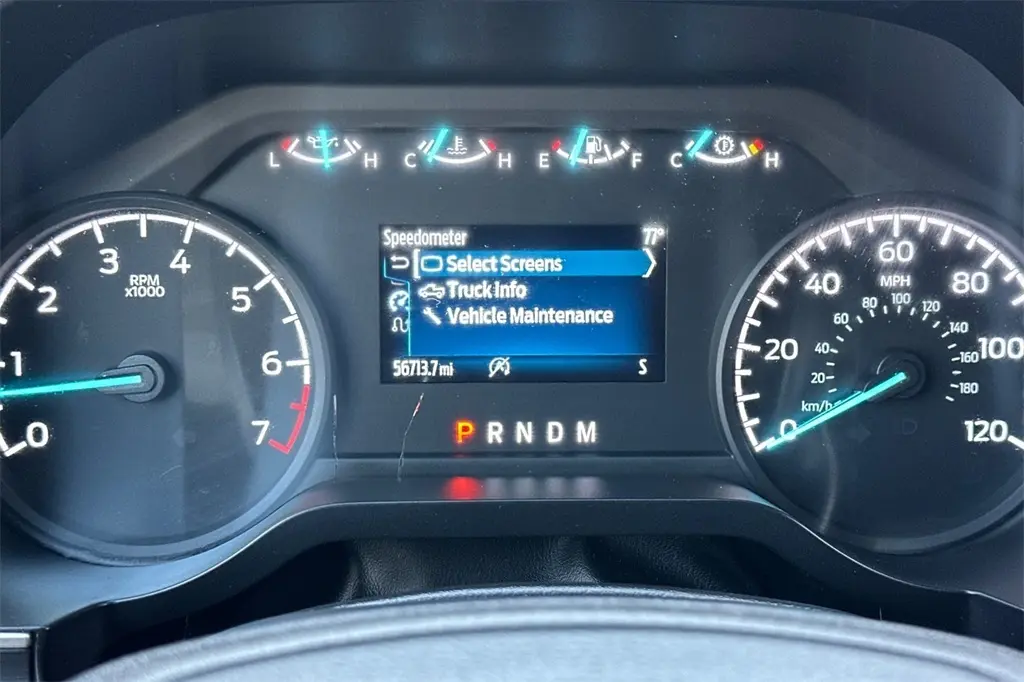 L H C H E F C H
Speedometer 77°
Select Screens
Truck Info
Vehicle Maintenance
56713.7 mi S
P R N D M
0 1 2 3 4 5 6 7
RPM
x1000
0 20 40 60 80 100 120
MPH
20 40 60 80 100 120 140 160 180
km/h